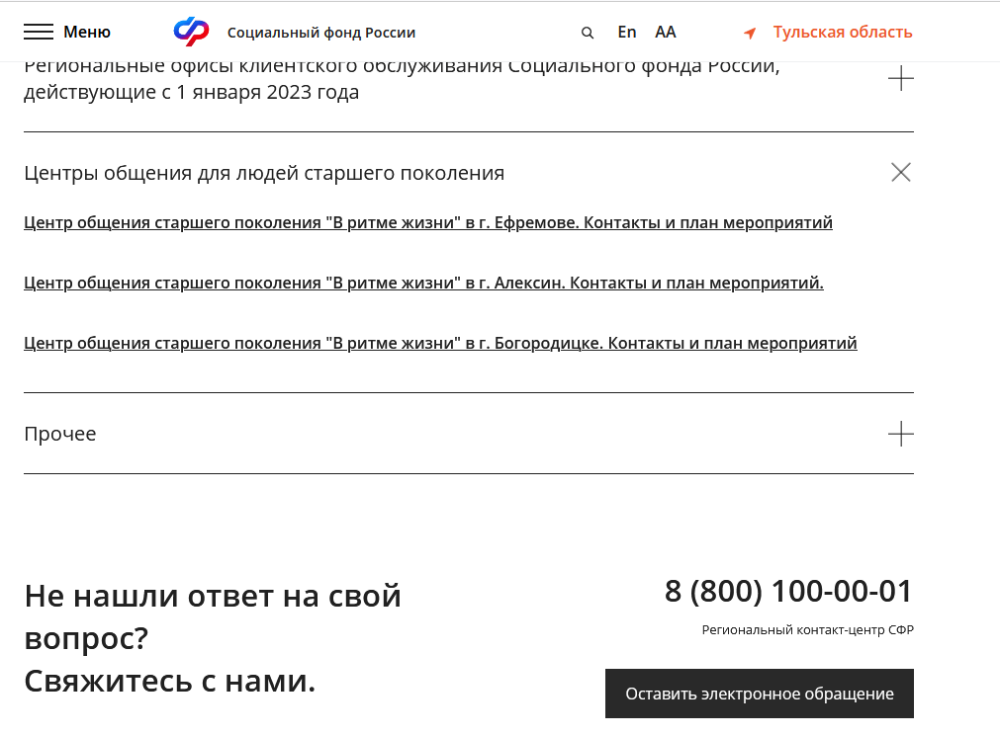 Меню
Социальный фонд России
En
AA
Тульская область
Региональные офисы клиентского обслуживания Социального фонда России,
действующие с 1 января 2023 года
Центры общения для людей старшего поколения
Центр общения старшего поколения "В ритме жизни" в г. Ефремове. Контакты и план мероприятий
Центр общения старшего поколения "В ритме жизни" в г. Алексин. Контакты и план мероприятий.
Центр общения старшего поколения "В ритме жизни" в г. Богородицке. Контакты и план мероприятий
Прочее
Не нашли ответ на свой
вопрос?
Свяжитесь с нами.
8 (800) 100-00-01
Региональный контакт-центр СФР
Оставить электронное обращение